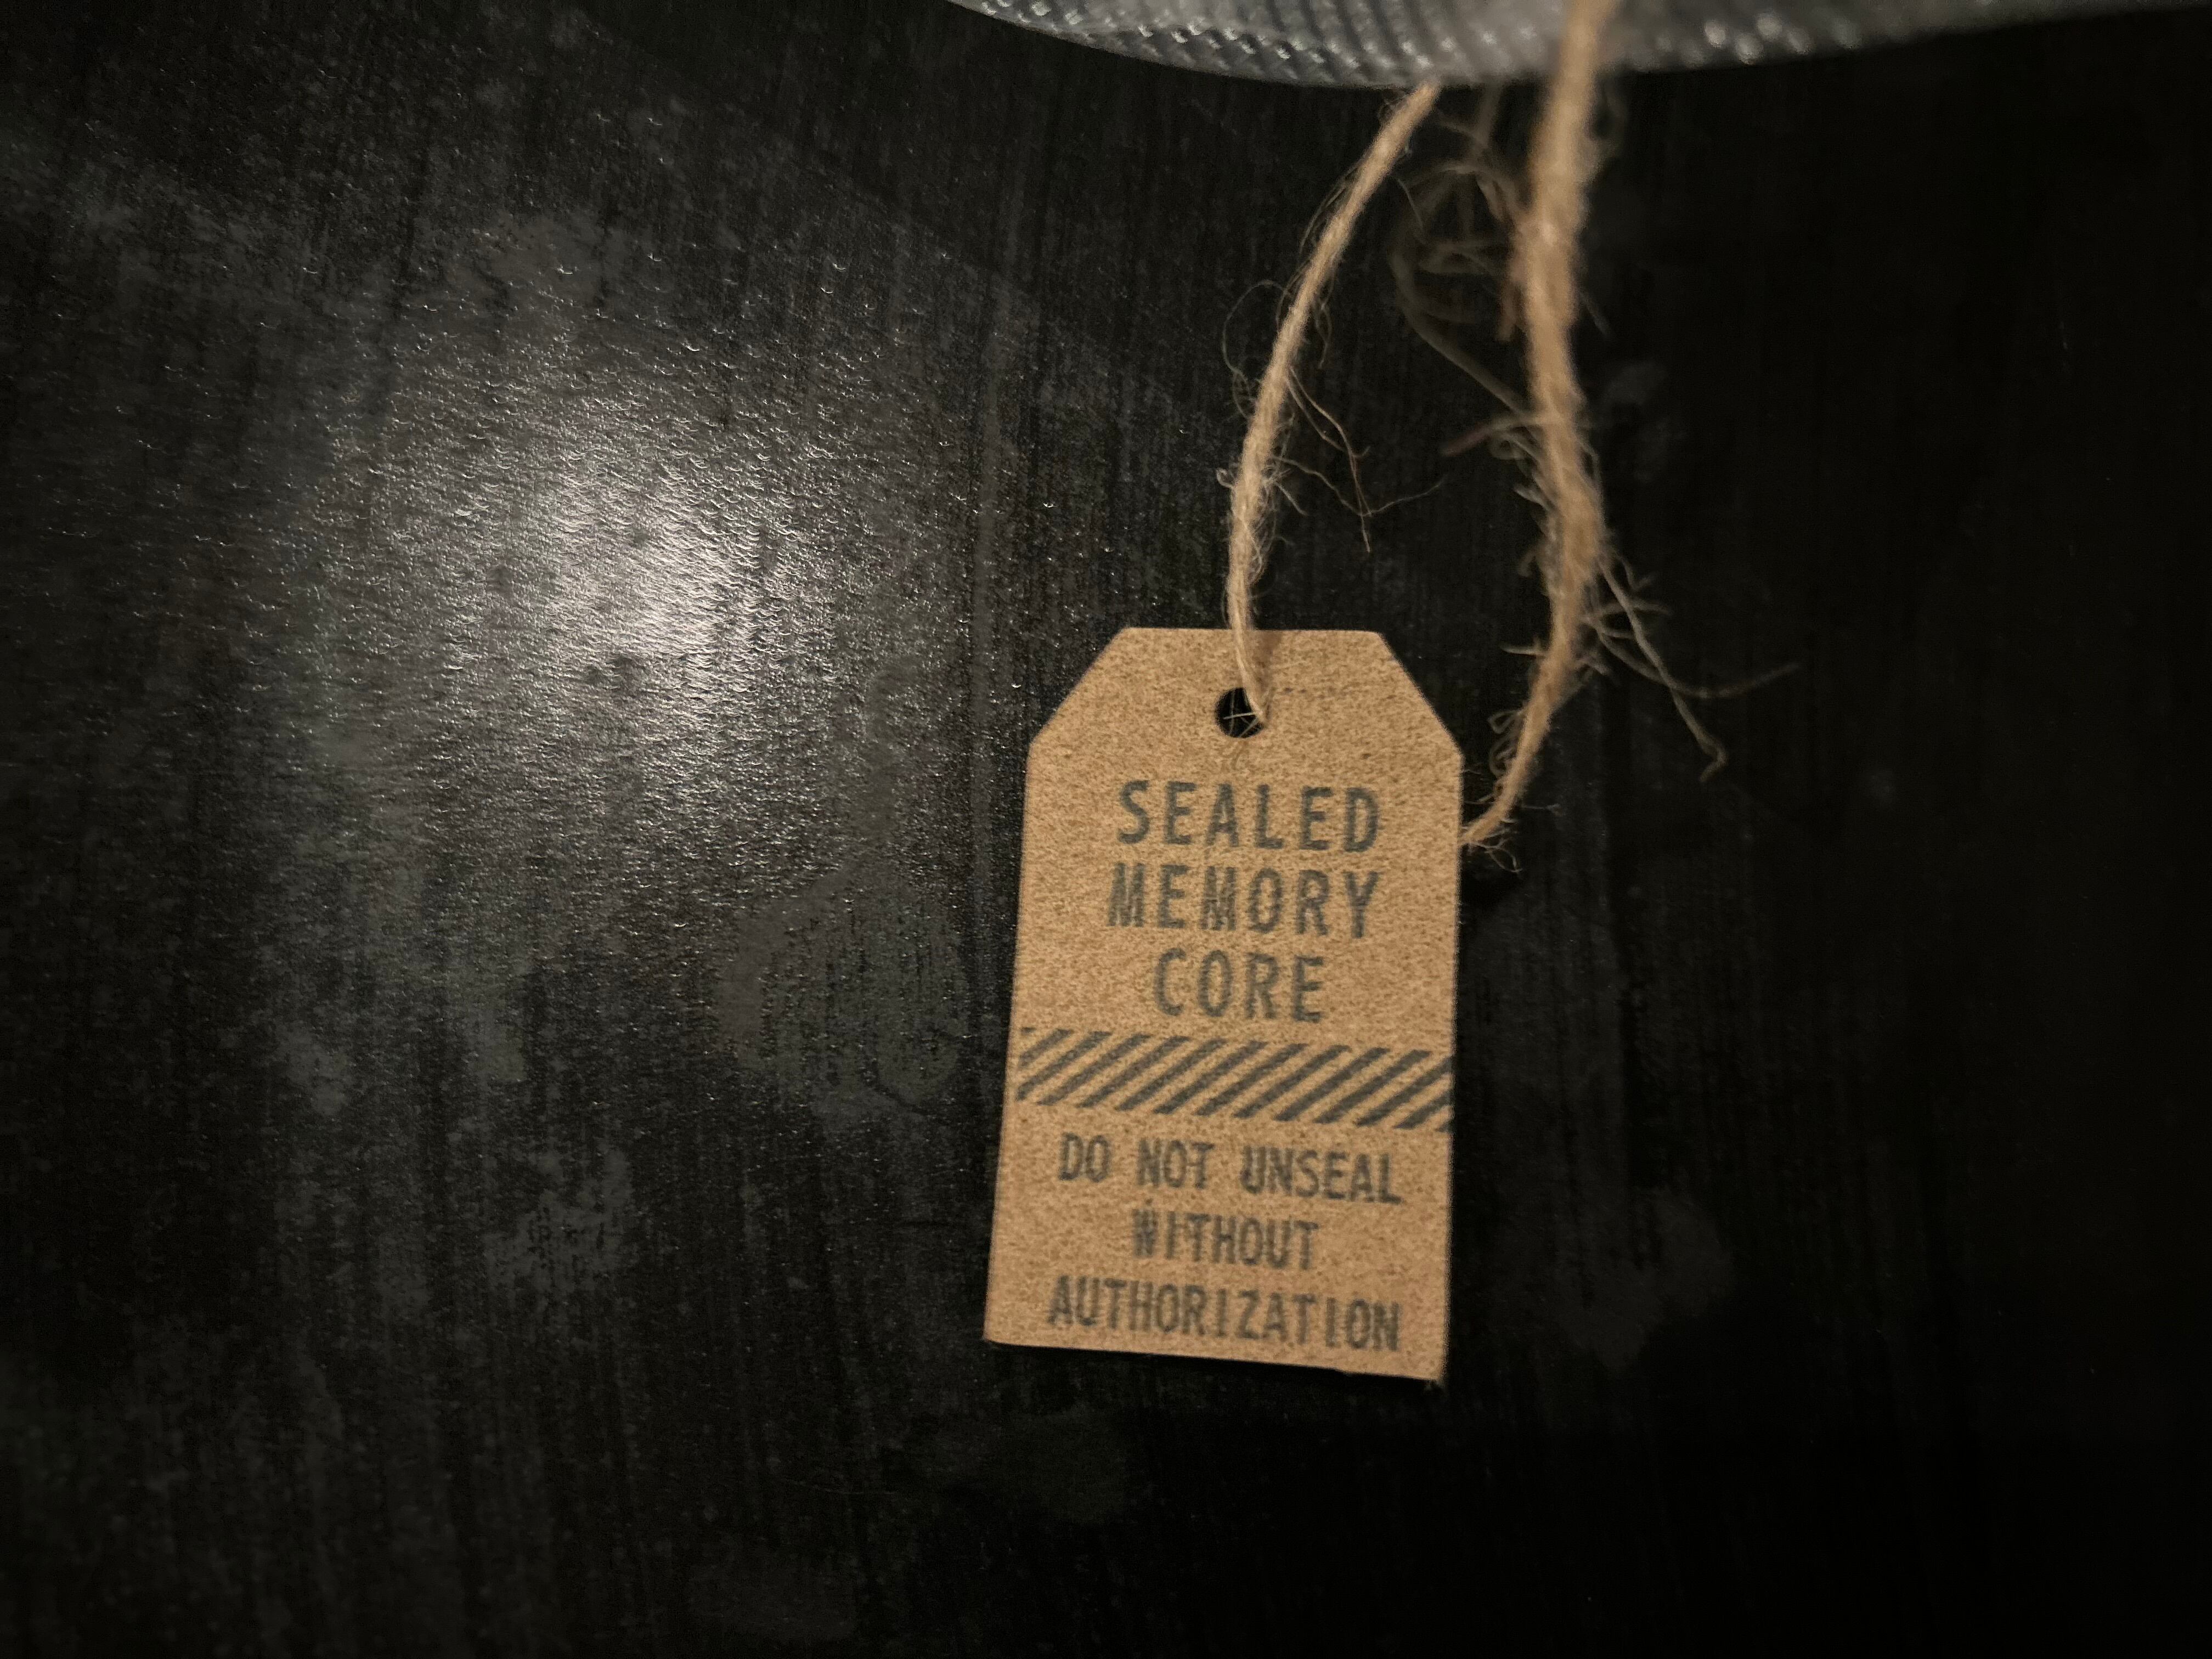 SEALED
MEMORY
CORE
DO NOT UNSEAL
WITHOUT
AUTHORIZATION